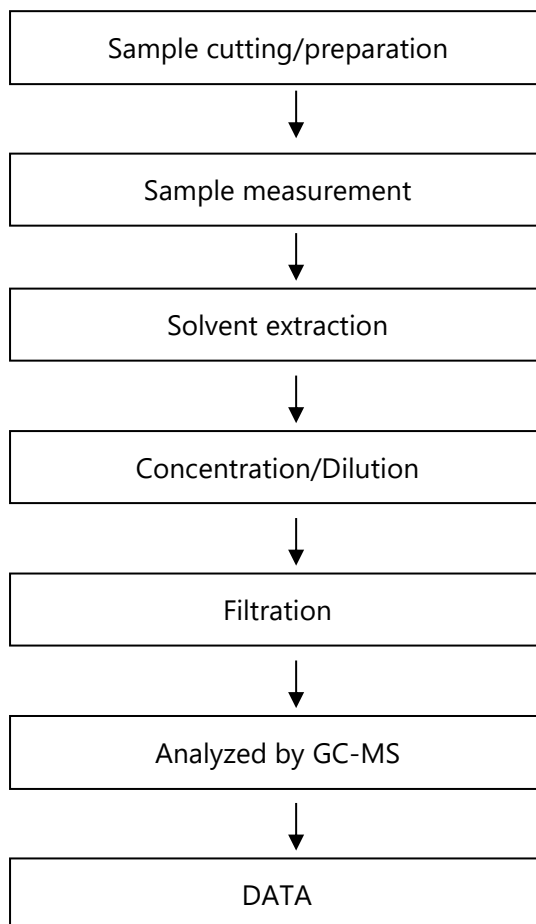 Sample cutting/preparation
Sample measurement
Solvent extraction
Concentration/Dilution
Filtration
Analyzed by GC-MS
DATA